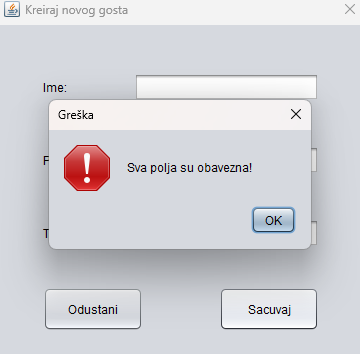 Kreiraj novog gosta
Ime:
Greška
Sva polja su obavezna!
OK
Odustani
Sacuvaj